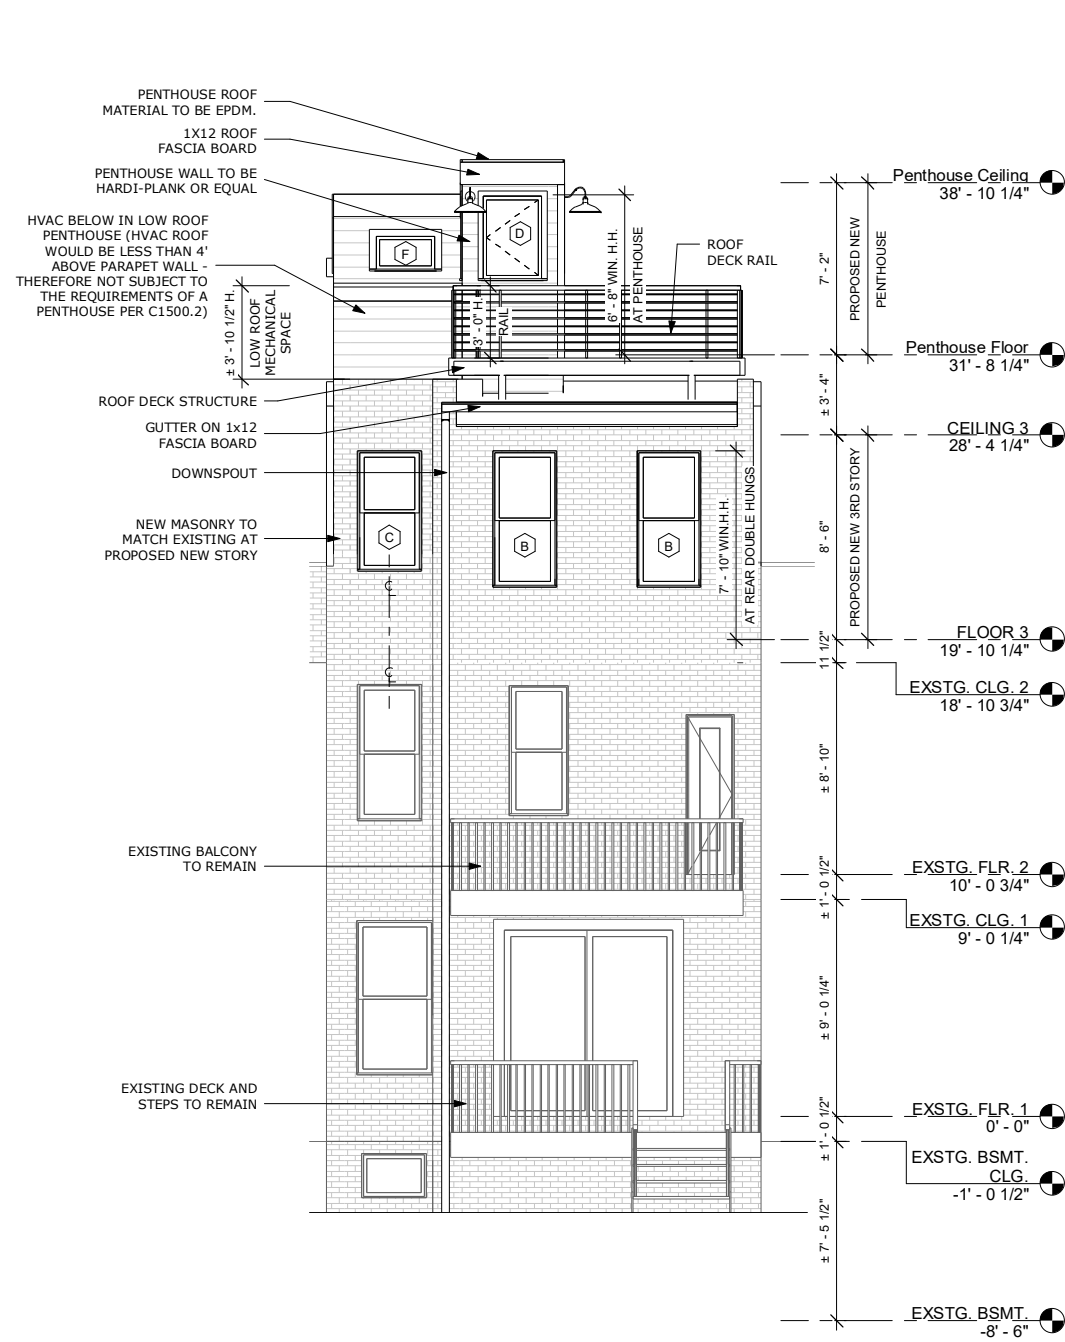 PENTHOUSE ROOF
MATERIAL TO BE EPDM.
1X12 ROOF
FASCIA BOARD
PENTHOUSE WALL TO BE
HARDI-PLANK OR EQUAL
HVAC BELOW IN LOW ROOF
PENTHOUSE (HVAC ROOF
WOULD BE LESS THAN 4'
ABOVE PARAPET WALL -
THEREFORE NOT SUBJECT TO
THE REQUIREMENTS OF A
PENTHOUSE PER C1500.2)
± 3' - 10 1/2" H.
LOW ROOF
MECHANICAL
SPACE
ROOF DECK STRUCTURE
GUTTER ON 1x12
FASCIA BOARD
DOWNSPOUT
NEW MASONRY TO
MATCH EXISTING AT
PROPOSED NEW STORY
EXISTING BALCONY
TO REMAIN
EXISTING DECK AND
STEPS TO REMAIN
F
D
3' - 0" H.
RAIL
6' - 8" WIN. H.H.
AT PENTHOUSE
ROOF
DECK RAIL
C
B
B
CL
CL
7' - 10" WIN.H.H.
AT REAR DOUBLE HUNGS
7' - 2"
PROPOSED NEW
PENTHOUSE
± 3' - 4"
8' - 6"
PROPOSED NEW 3RD STORY
11 1/2"
± 8' - 10"
± 1' - 0 1/2"
± 9' - 0 1/4"
± 1' - 0 1/2"
± 7' - 5 1/2"
Penthouse Ceiling
38' - 10 1/4"
Penthouse Floor
31' - 8 1/4"
CEILING 3
28' - 4 1/4"
FLOOR 3
19' - 10 1/4"
EXSTG. CLG. 2
18' - 10 3/4"
EXSTG. FLR. 2
10' - 0 3/4"
EXSTG. CLG. 1
9' - 0 1/4"
EXSTG. FLR. 1
0' - 0"
EXSTG. BSMT.
CLG.
-1' - 0 1/2"
EXSTG. BSMT.
-8' - 6"